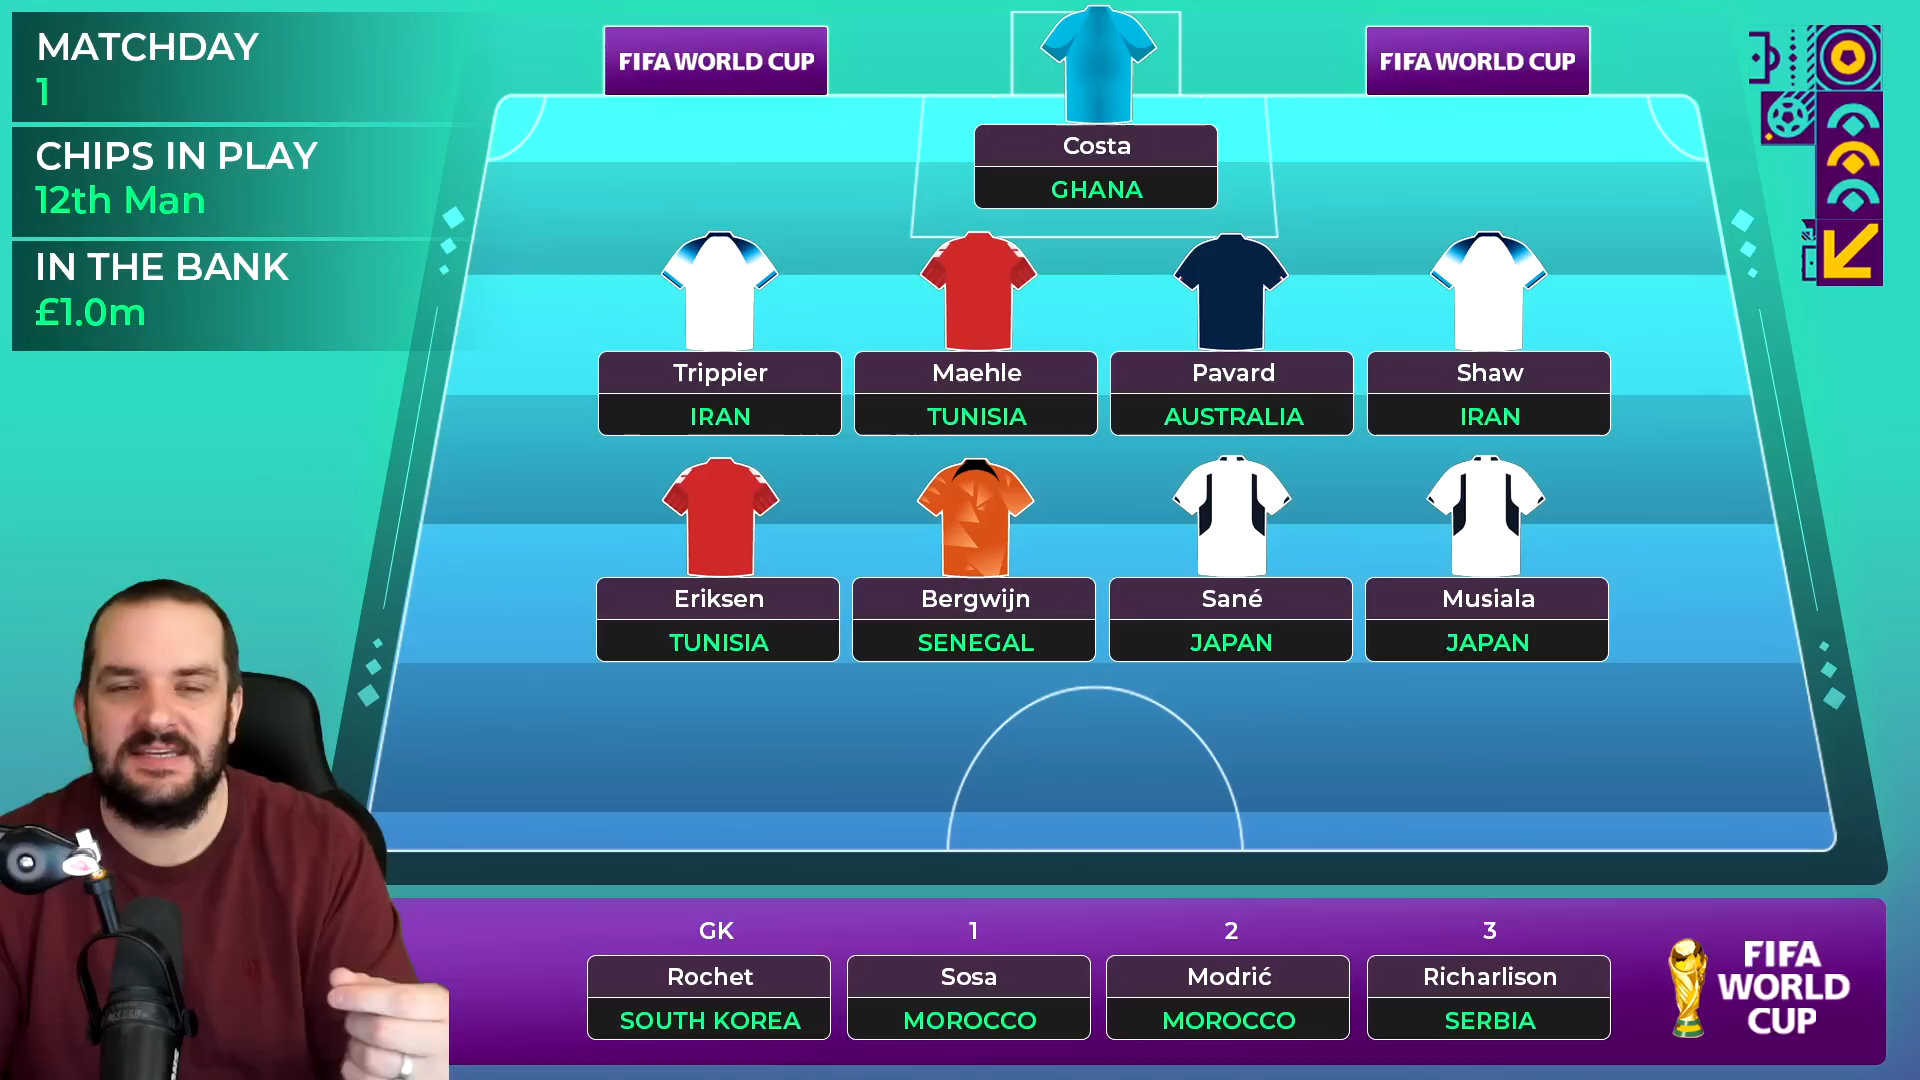 MATCHDAY
1
CHIPS IN PLAY
12th Man
IN THE BANK
£1.0m
FIFA WORLD CUP
FIFA WORLD CUP
Costa
GHANA
Trippier
IRAN
Maehle
TUNISIA
Pavard
AUSTRALIA
Shaw
IRAN
Eriksen
TUNISIA
Bergwijn
SENEGAL
Sané
JAPAN
Musiala
JAPAN
GK
Rochet
SOUTH KOREA
1
Sosa
MOROCCO
2
Modrić
MOROCCO
3
Richarlison
SERBIA
FIFA
WORLD
CUP